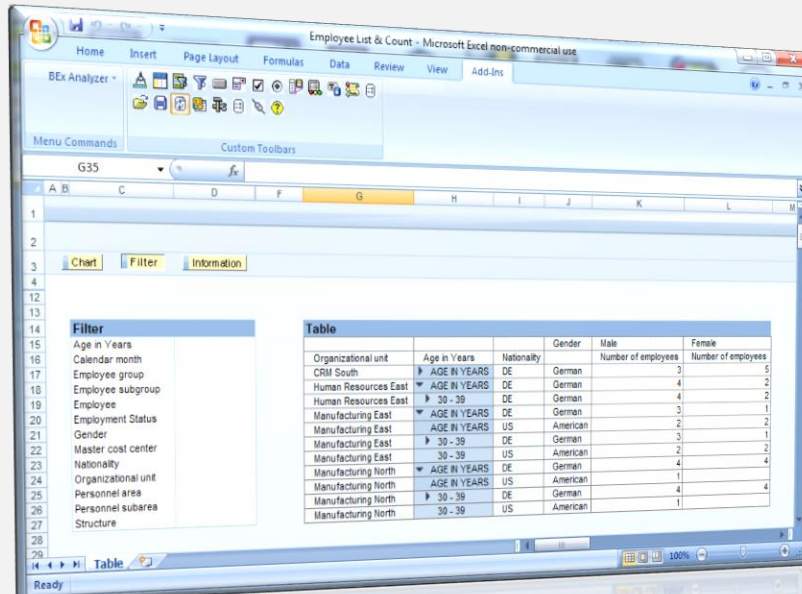 Employee List & Count - Microsoft Excel non-commercial use
Home Insert Page Layout Formulas Data Review View Add-Ins
BEx Analyzer
Menu Commands Custom Toolbars
G35 fx
A B C D F G H I J K L M
1
2
3 Chart Filter Information
4
12
13
14 Filter Table
15 Age in Years Gender Male Female
16 Calendar month Organizational unit Age in Years Nationality Number of employees Number of employees
17 Employee group CRM South AGE IN YEARS DE German 3 5
18 Employee subgroup Human Resources East AGE IN YEARS DE German 4 2
19 Employee Human Resources East 30 - 39 DE German 4 2
20 Employment Status Manufacturing East AGE IN YEARS DE German 3 1
21 Gender Manufacturing East AGE IN YEARS US American 2 2
22 Master cost center Manufacturing East 30 - 39 DE German 3 1
23 Nationality Manufacturing East 30 - 39 US American 2 2
24 Organizational unit Manufacturing North AGE IN YEARS DE German 4 4
25 Personnel area Manufacturing North AGE IN YEARS US American 1
26 Personnel subarea Manufacturing North 30 - 39 DE German 4 4
27 Structure Manufacturing North 30 - 39 US American 1
28
29
Table
Ready 100%